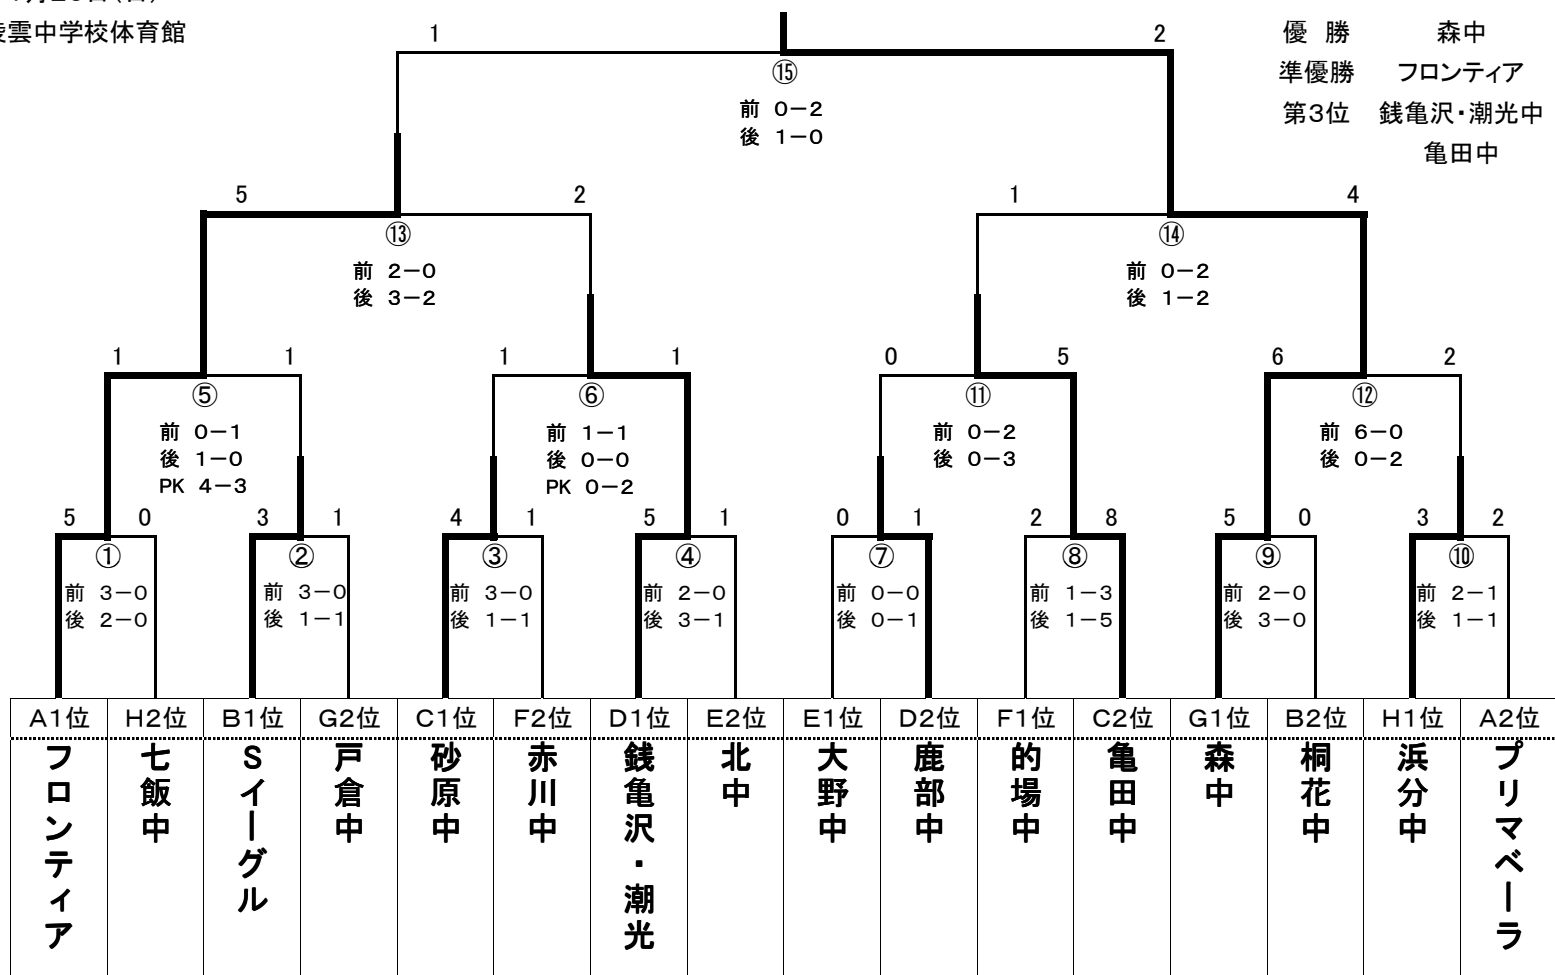 雲中学校体育館
優 勝 森中
準優勝 フロンティア
第3位 銭亀沢・潮光中
亀田中
1 2
⑮
前 0-2
後 1-0
5 2 1 4
⑬ ⑭
前 2-0 前 0-2
後 3-2 後 1-2
1 1 1 1 0 5 6 2
⑤ ⑥ ⑪ ⑫
前 0-1 前 1-1 前 0-2 前 6-0
後 1-0 後 0-0 後 0-3 後 0-2
PK 4-3 PK 0-2
5 0 3 1 4 1 5 1 0 1 2 8 5 0 3 2
① ② ③ ④ ⑦ ⑧ ⑨ ⑩
前 3-0 前 3-0 前 3-0 前 2-0 前 0-0 前 1-3 前 2-0 前 2-1
後 2-0 後 1-1 後 1-1 後 3-1 後 0-1 後 1-5 後 3-0 後 1-1
A1位 H2位 B1位 G2位 C1位 F2位 D1位 E2位 E1位 D2位 F1位 C2位 G1位 B2位 H1位 A2位
フロンティア
七飯中
Sイーグル
戸倉中
砂原中
赤川中
銭亀沢・潮光
北中
大野中
鹿部中
的場中
亀田中
森中
桐花中
浜分中
プリマベーラ